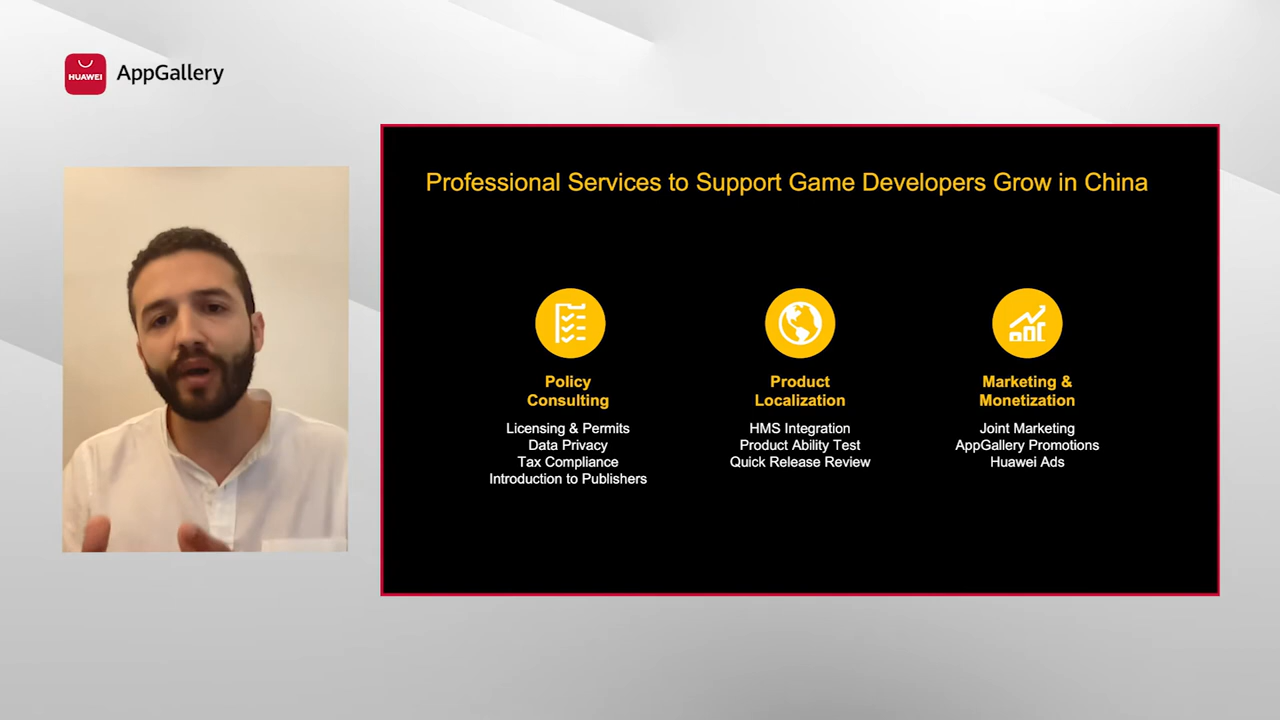 HUAWEI
AppGallery
Professional Services to Support Game Developers Grow in China
Policy
Consulting
Licensing & Permits
Data Privacy
Tax Compliance
Introduction to Publishers
Product
Localization
HMS Integration
Product Ability Test
Quick Release Review
Marketing &
Monetization
Joint Marketing
AppGallery Promotions
Huawei Ads